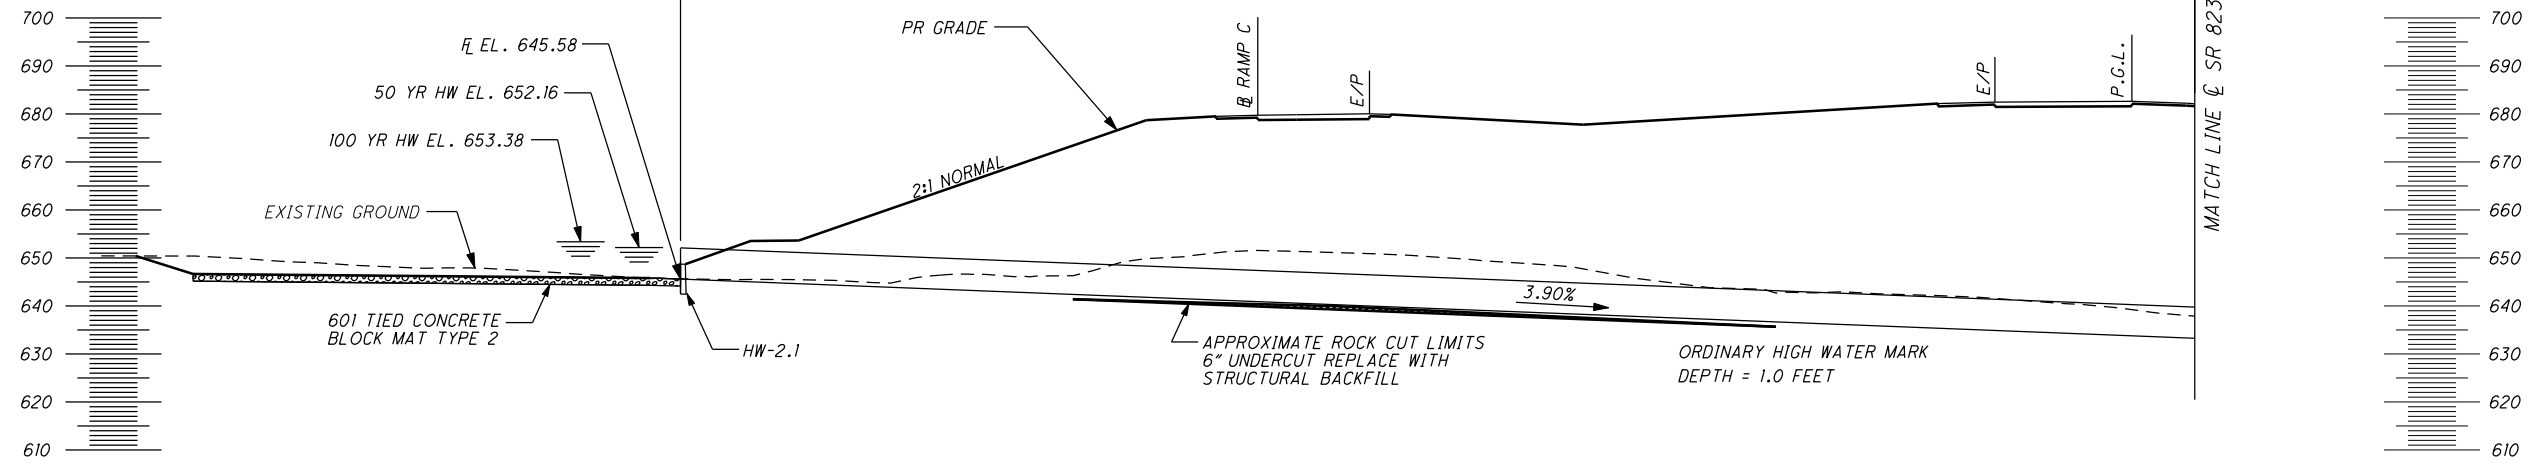 700
690
680
670
660
650
640
630
620
610
FL EL. 645.58
50 YR HW EL. 652.16
100 YR HW EL. 653.38
EXISTING GROUND
601 TIED CONCRETE
BLOCK MAT TYPE 2
HW-2.1
PR GRADE
2:1 NORMAL
BL RAMP C
E/P
E/P
P.G.L.
3.90%
APPROXIMATE ROCK CUT LIMITS
6" UNDERCUT REPLACE WITH
STRUCTURAL BACKFILL
ORDINARY HIGH WATER MARK
DEPTH = 1.0 FEET
MATCH LINE CL SR 823
700
690
680
670
660
650
640
630
620
610